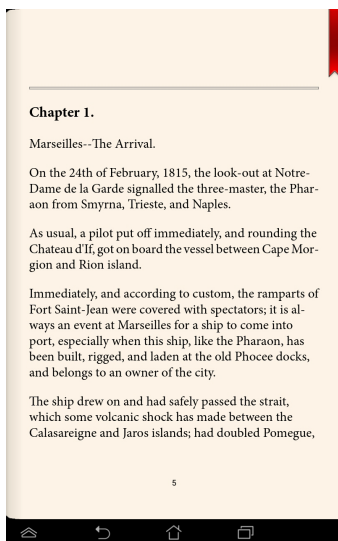 Chapter 1.
Marseilles--The Arrival.
On the 24th of February, 1815, the look-out at Notre-
Dame de la Garde signalled the three-master, the Phar-
aon from Smyrna, Trieste, and Naples.
As usual, a pilot put off immediately, and rounding the
Chateau d'If, got on board the vessel between Cape Mor-
gion and Rion island.
Immediately, and according to custom, the ramparts of
Fort Saint-Jean were covered with spectators; it is al-
ways an event at Marseilles for a ship to come into
port, especially when this ship, like the Pharaon, has
been built, rigged, and laden at the old Phocee docks,
and belongs to an owner of the city.
The ship drew on and had safely passed the strait,
which some volcanic shock has made between the
Calasareigne and Jaros islands; had doubled Pomegue,
5